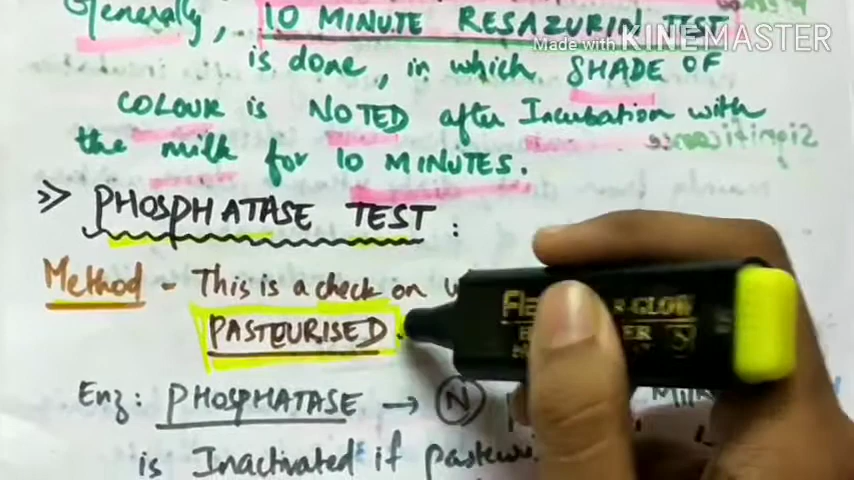 Generally, 10 MINUTE RESAZURIN TEST
Made with KINEMASTER
is done, in which SHADE OF
COLOUR is NOTED after Incubation with
the milk for 10 MINUTES.
>> PHOSPHATASE TEST :
Method - This is a check on
PASTEURISED
Enz: PHOSPHATASE → N
is Inactivated if